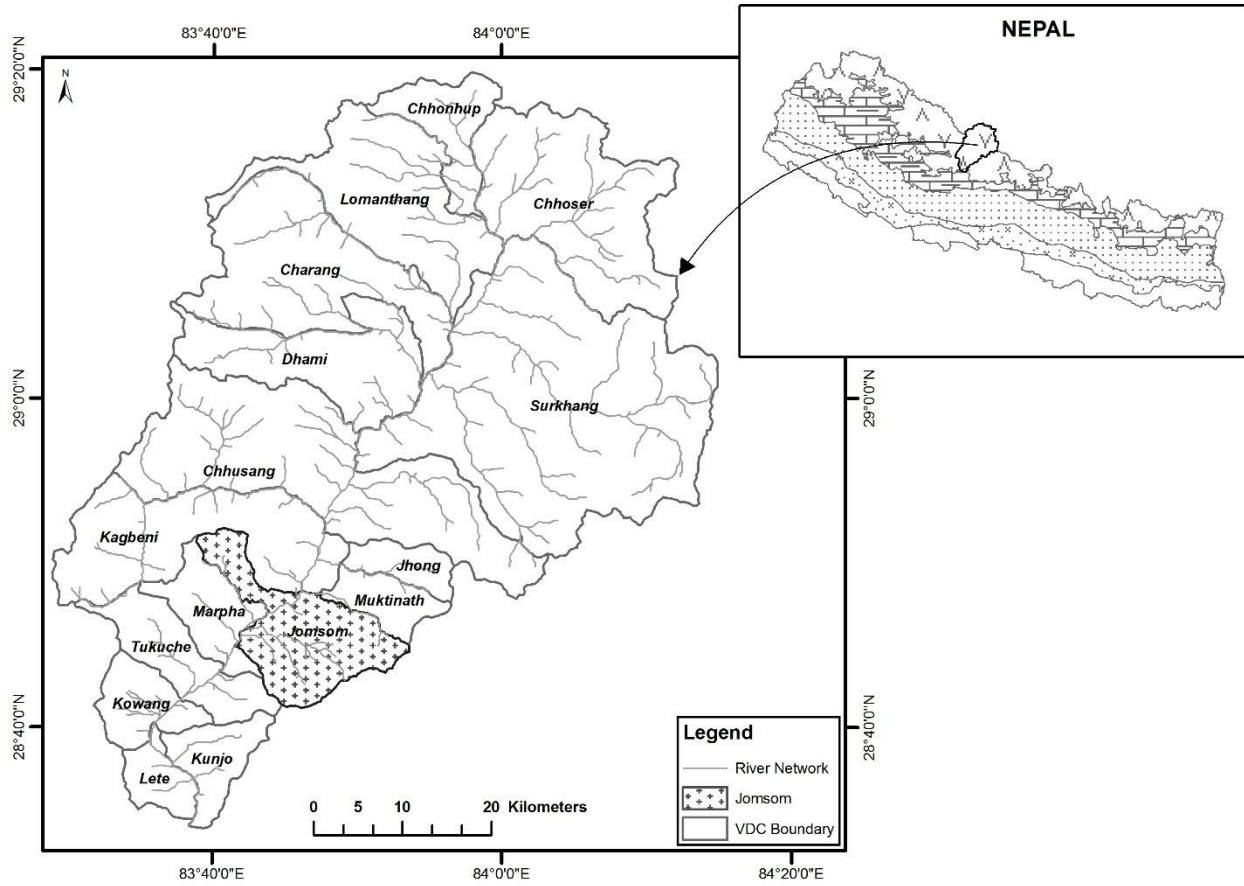 83°40'0"E
84°0'0"E
NEPAL
29°20'0"N
N
Chhonhup
Lomanthang
Chhoser
Charang
Dhami
Surkhang
29°0'0"N
29°0'0"N
Chhusang
Kagbeni
Jhong
Muktinath
Marpha
Jomsom
Tukuche
Kowang
Kunjo
Lete
28°40'0"N
28°40'0"N
Legend
River Network
Jomsom
VDC Boundary
0 5 10 20 Kilometers
83°40'0"E
84°0'0"E
84°20'0"E